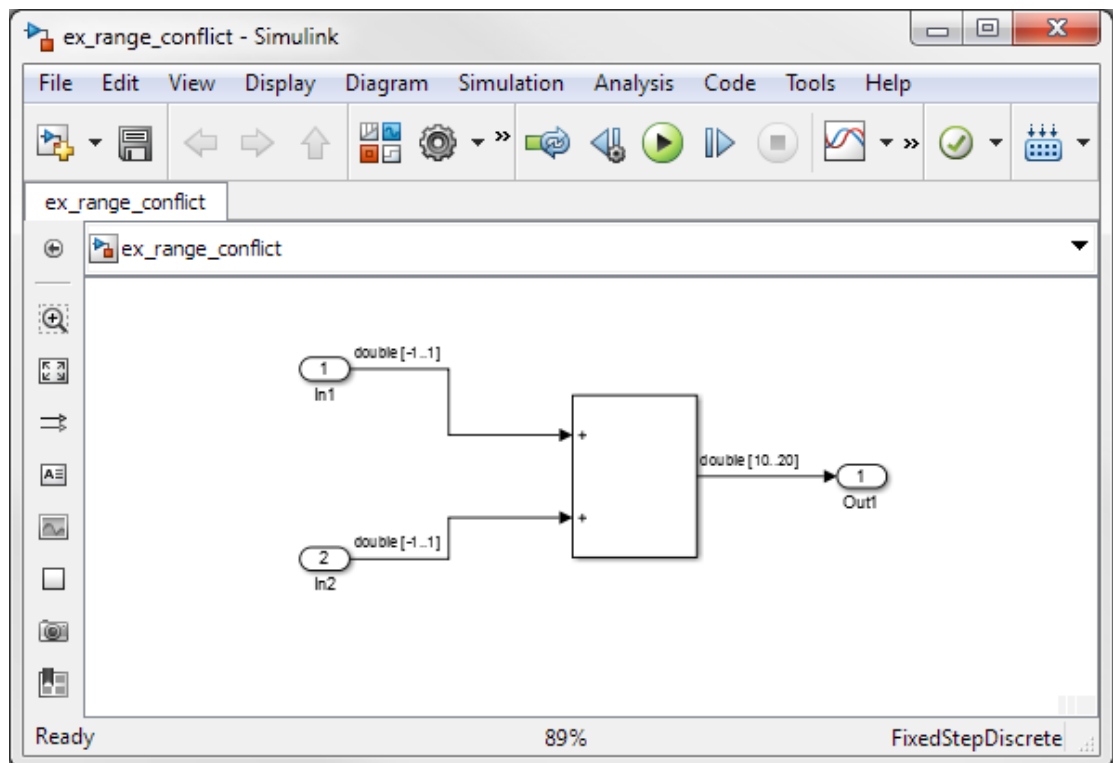 ex_range_conflict - Simulink
File Edit View Display Diagram Simulation Analysis Code Tools Help
ex_range_conflict
ex_range_conflict
double [-1..1]
1
In1
+
double [10..20]
1
Out1
+
double [-1..1]
2
In2
Ready 89% FixedStepDiscrete